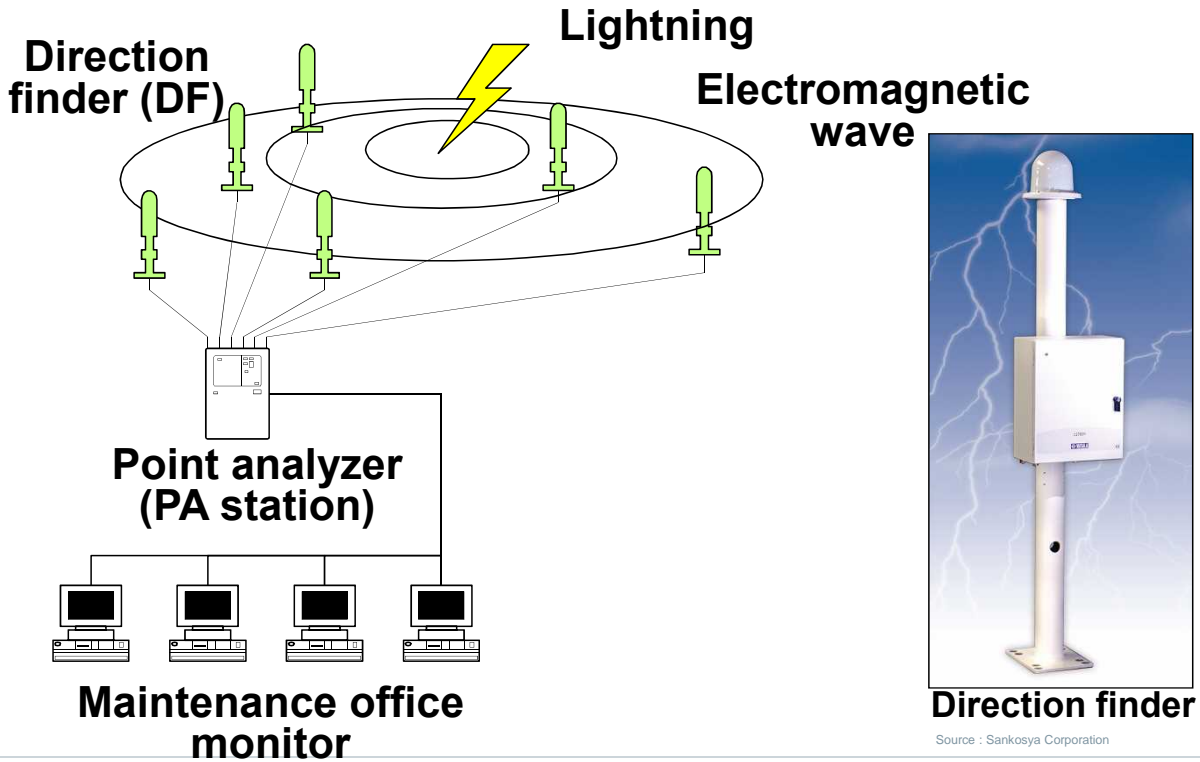 Lightning
Direction
finder (DF)
Electromagnetic
wave
Point analyzer
(PA station)
Maintenance office
monitor
Direction finder
Source : Sankosya Corporation